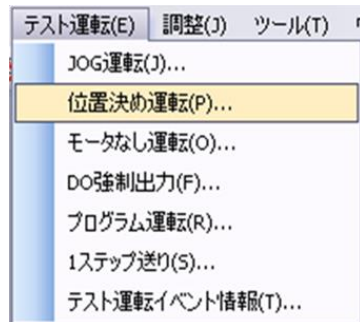 テスト運転(E) 調整(J) ツール(T)
JOG運転(J)...
位置決め運転(P)...
モータなし運転(O)...
DO強制出力(F)...
プログラム運転(R)...
1ステップ送り(S)...
テスト運転イベント情報(T)...